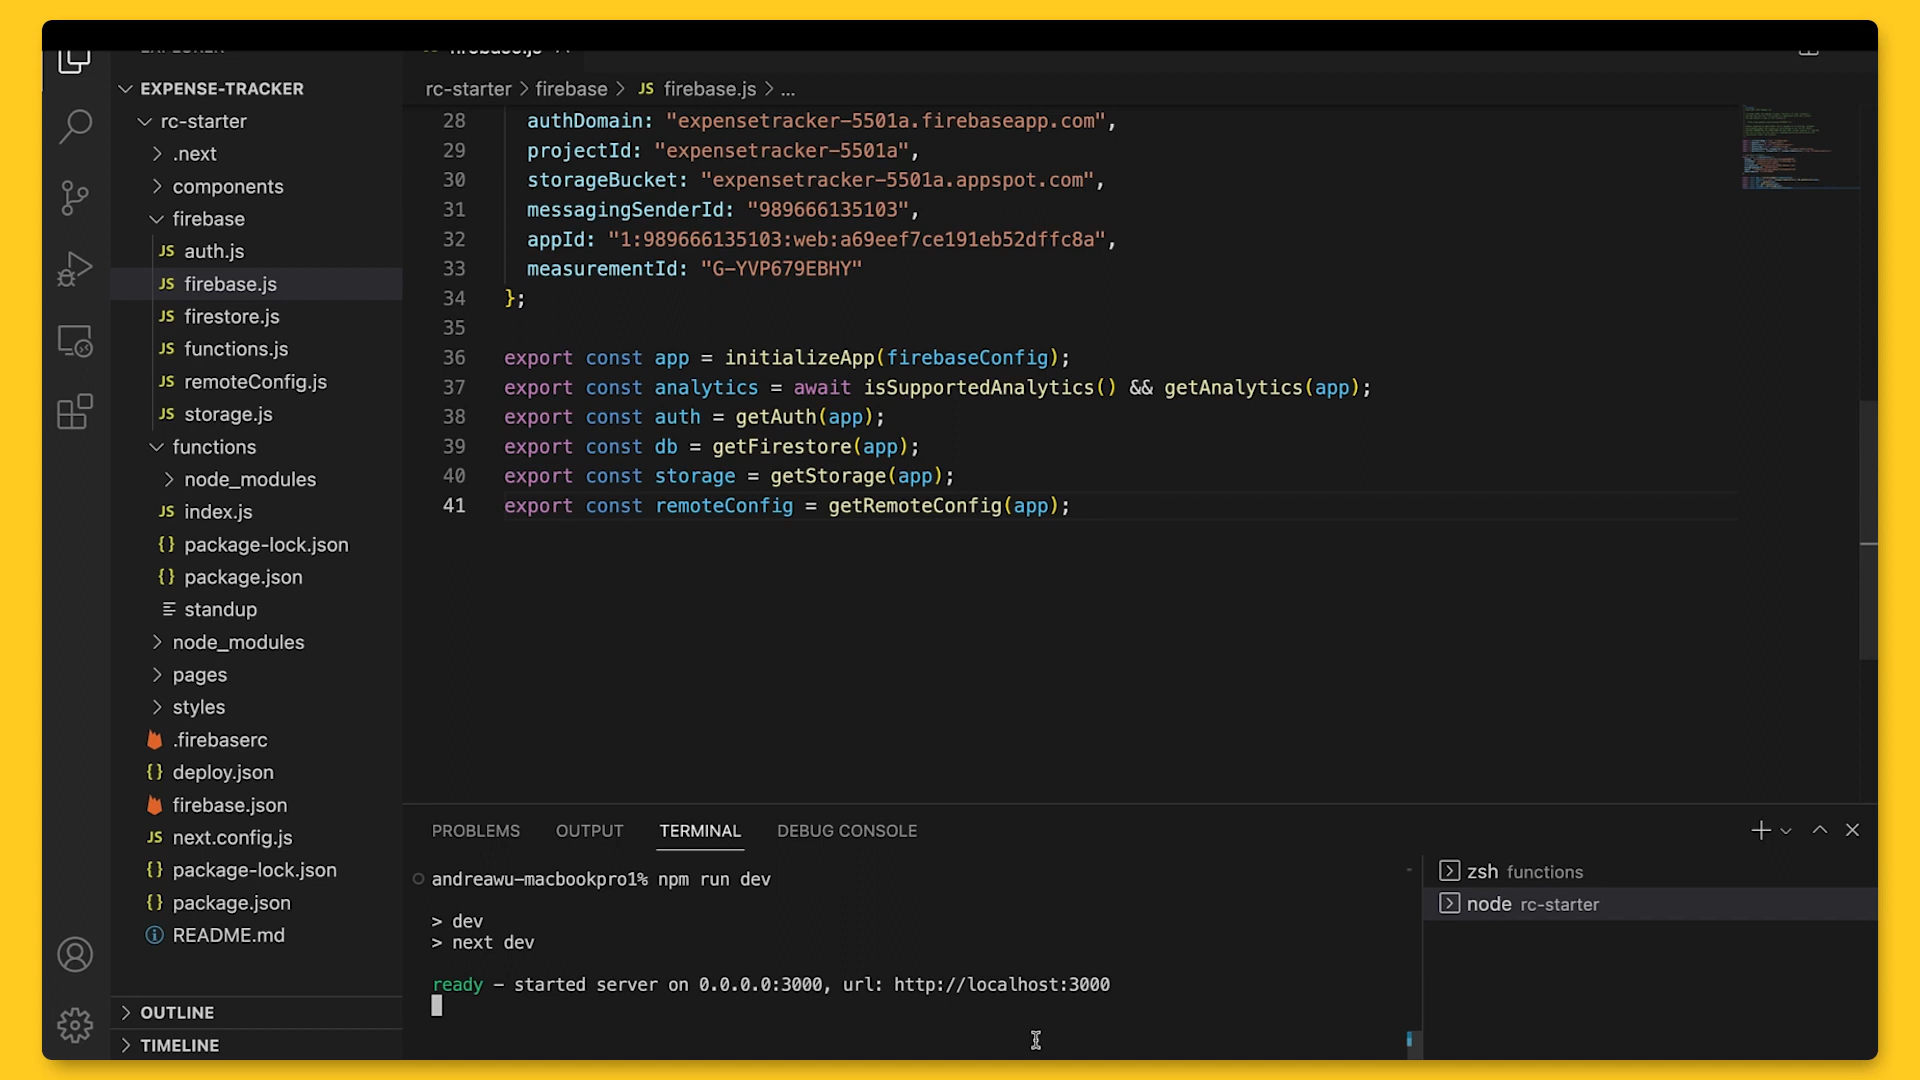 EXPLORER
firebase.js
EXPENSE-TRACKER
rc-starter
.next
components
firebase
JS auth.js
JS firebase.js
JS firestore.js
JS functions.js
JS remoteConfig.js
JS storage.js
functions
node_modules
JS index.js
{} package-lock.json
{} package.json
standup
node_modules
pages
styles
.firebaserc
{} deploy.json
firebase.json
JS next.config.js
{} package-lock.json
{} package.json
README.md
OUTLINE
TIMELINE
rc-starter > firebase > JS firebase.js > ...
28 authDomain: "expensetracker-5501a.firebaseapp.com",
29 projectId: "expensetracker-5501a",
30 storageBucket: "expensetracker-5501a.appspot.com",
31 messagingSenderId: "989666135103",
32 appId: "1:989666135103:web:a69eef7ce191eb52dffc8a",
33 measurementId: "G-YVP679EBHY"
34 };
35
36 export const app = initializeApp(firebaseConfig);
37 export const analytics = await isSupportedAnalytics() && getAnalytics(app);
38 export const auth = getAuth(app);
39 export const db = getFirestore(app);
40 export const storage = getStorage(app);
41 export const remoteConfig = getRemoteConfig(app);
PROBLEMS OUTPUT TERMINAL DEBUG CONSOLE
andreawu-macbookpro1% npm run dev
> dev
> next dev
ready - started server on 0.0.0.0:3000, url: http://localhost:3000
zsh functions
node rc-starter